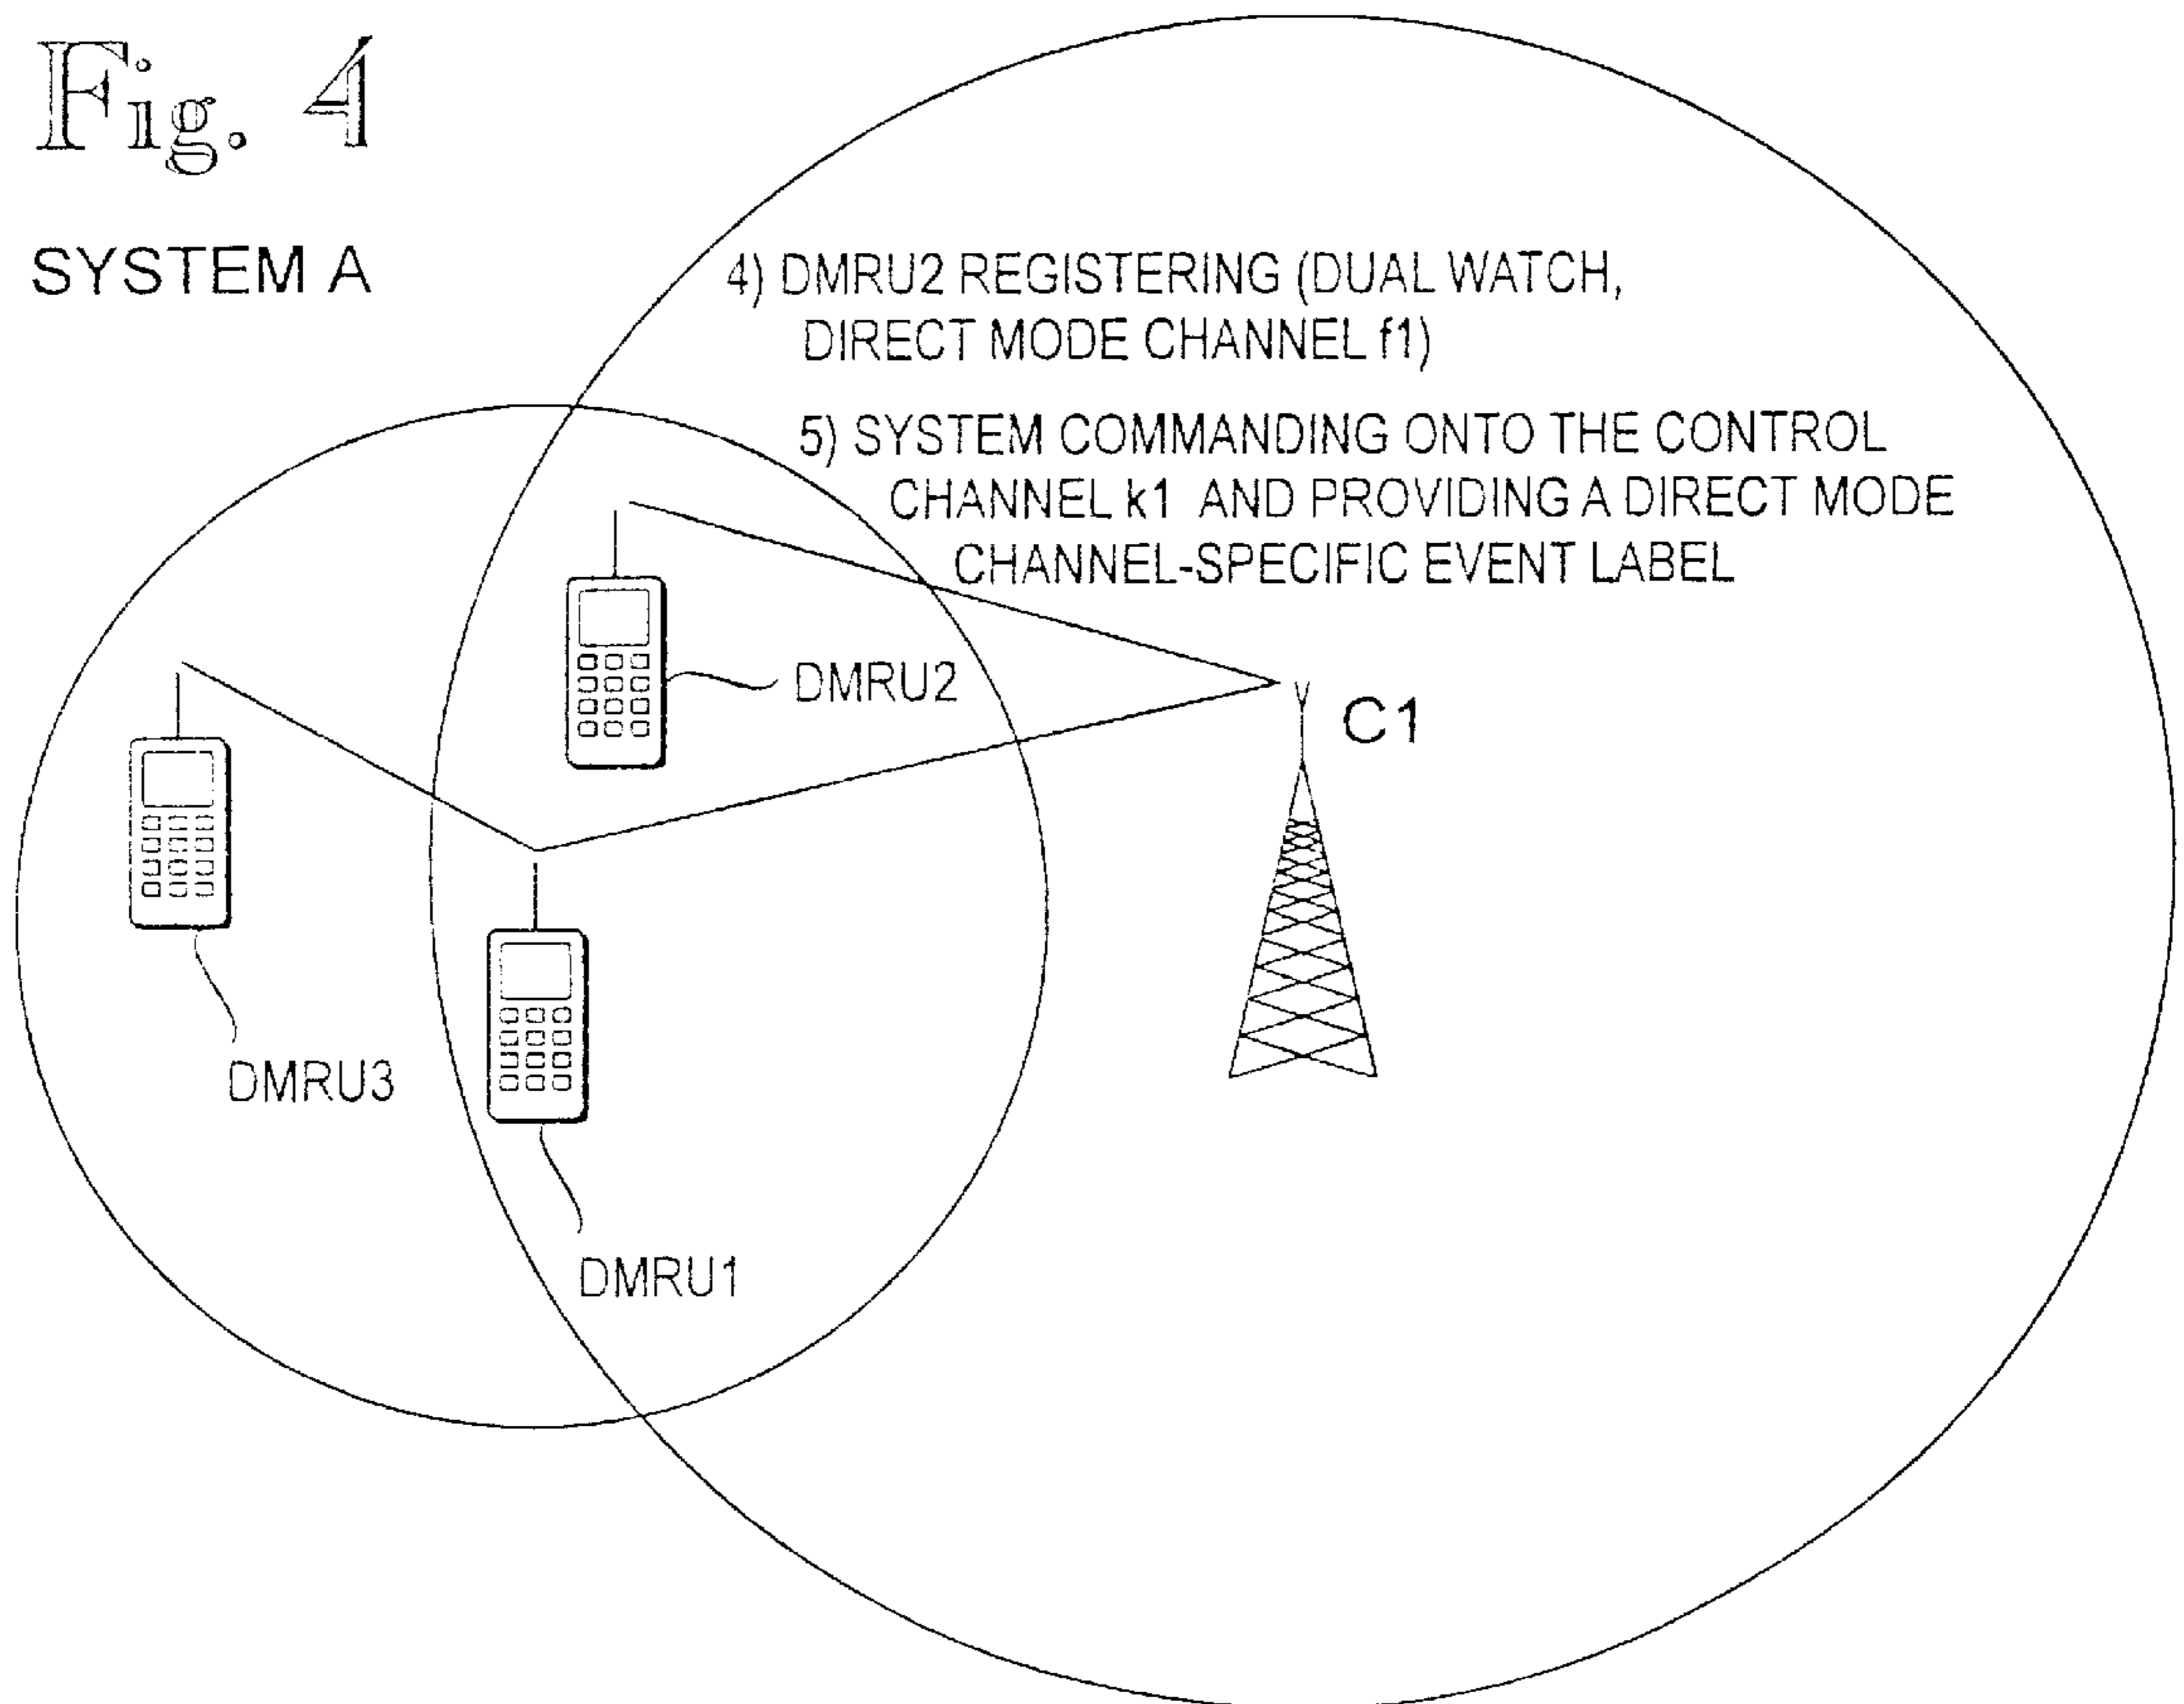 Fig. 4
SYSTEM A
4) DMRU2 REGISTERING (DUAL WATCH,
DIRECT MODE CHANNEL f1)
5) SYSTEM COMMANDING ONTO THE CONTROL
CHANNEL k1 AND PROVIDING A DIRECT MODE
CHANNEL-SPECIFIC EVENT LABEL
DMRU2
C1
DMRU3
DMRU1